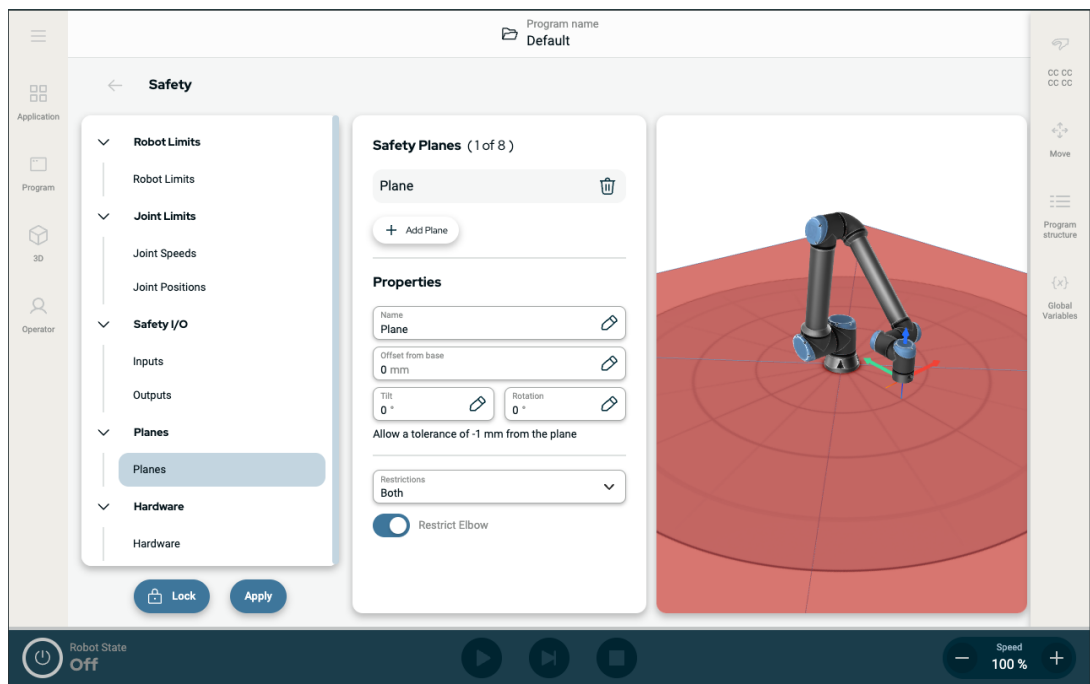 Program name
Default
Safety
Application
Program
3D
Operator
Robot Limits
Robot Limits
Joint Limits
Joint Speeds
Joint Positions
Safety I/O
Inputs
Outputs
Planes
Planes
Hardware
Hardware
Lock
Apply
Safety Planes (1 of 8)
Plane
+ Add Plane
Properties
Name
Plane
Offset from base
0 mm
Tilt
0 °
Rotation
0 °
Allow a tolerance of -1 mm from the plane
Restrictions
Both
Restrict Elbow
CC CC
CC CC
Move
Program
structure
{x}
Global
Variables
Robot State
Off
Speed
100 %